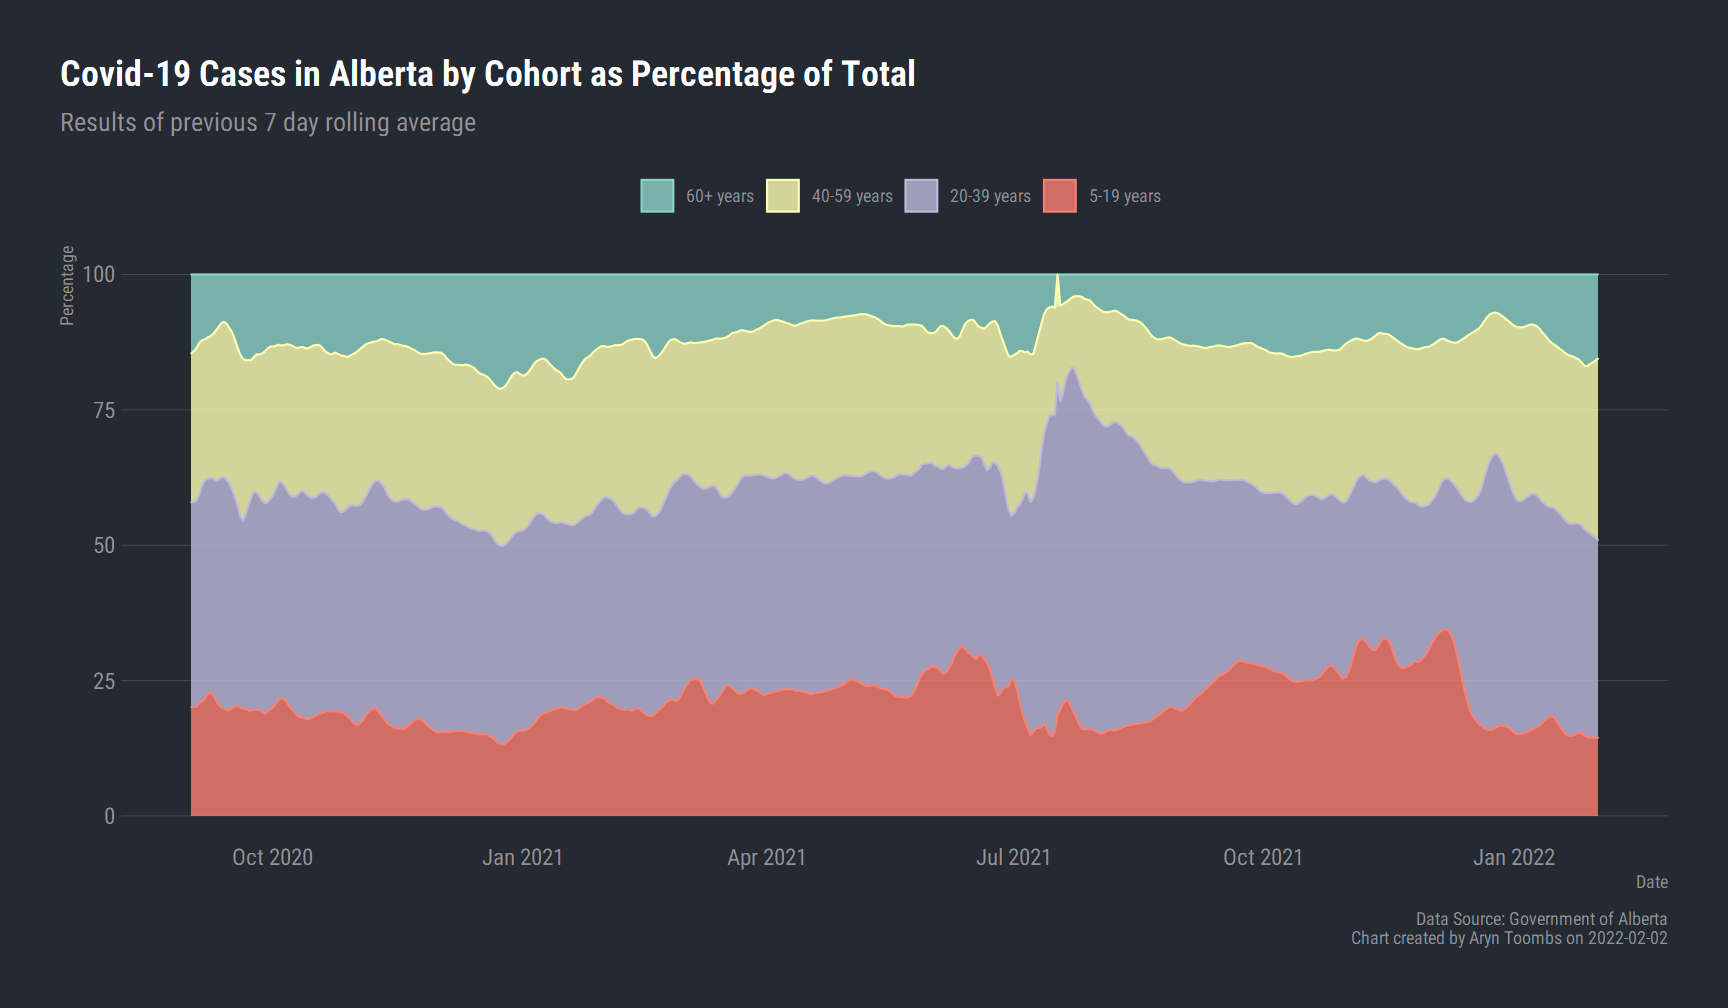 Covid-19 Cases in Alberta by Cohort as Percentage of Total
Results of previous 7 day rolling average
60+ years 40-59 years 20-39 years 5-19 years
Percentage
100
75
50
25
0
Oct 2020 Jan 2021 Apr 2021 Jul 2021 Oct 2021 Jan 2022
Date
Data Source: Government of Alberta
Chart created by Aryn Toombs on 2022-02-02